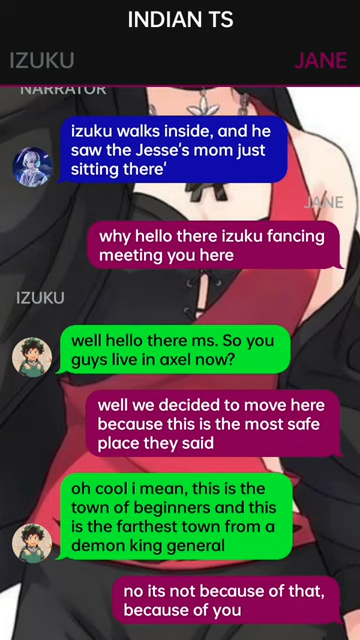 INDIAN TS
IZUKU
JANE
NARRATOR
izuku walks inside, and he
saw the Jesse's mom just
sitting there'
JANE
why hello there izuku fancing
meeting you here
IZUKU
well hello there ms. So you
guys live in axel now?
well we decided to move here
because this is the most safe
place they said
oh cool i mean, this is the
town of beginners and this
is the farthest town from a
demon king general
no its not because of that,
because of you